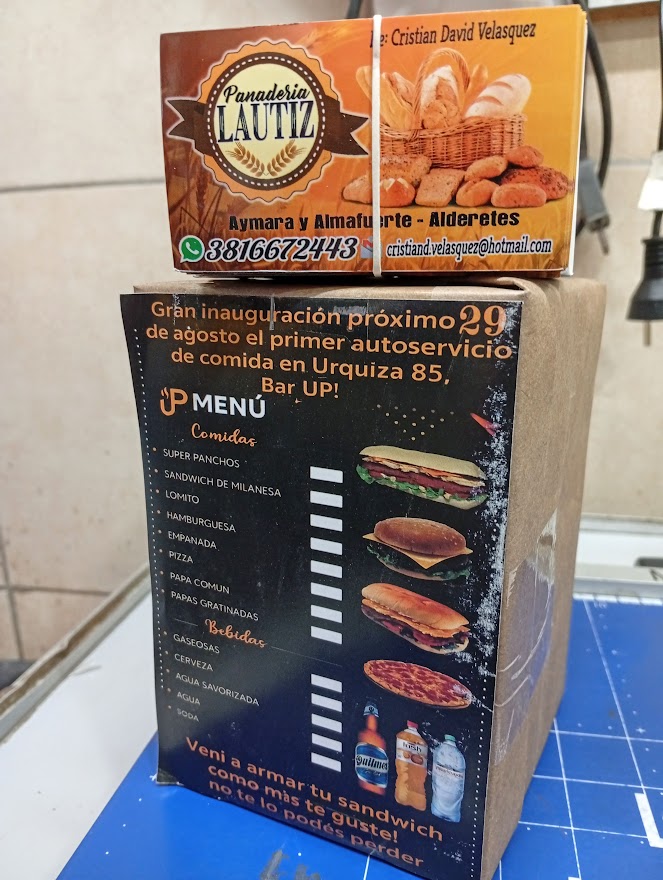 De: Cristian David Velasquez
Panaderia
LAUTIZ
Aymara y Almafuerte - Alderetes
3816672443
cristiand.velasquez@hotmail.com
Gran inauguración próximo 29
de agosto el primer autoservicio
de comida en Urquiza 85,
Bar UP!
UP MENÚ
Comidas
SUPER PANCHOS
SANDWICH DE MILANESA
LOMITO
HAMBURGUESA
EMPANADA
PIZZA
PAPA COMUN
PAPAS GRATINADAS
Bebidas
GASEOSAS
CERVEZA
AGUA SAVORIZADA
AGUA
SODA
Quilmes
Veni a armar tu sandwich
como más te guste!
no te lo podés perder